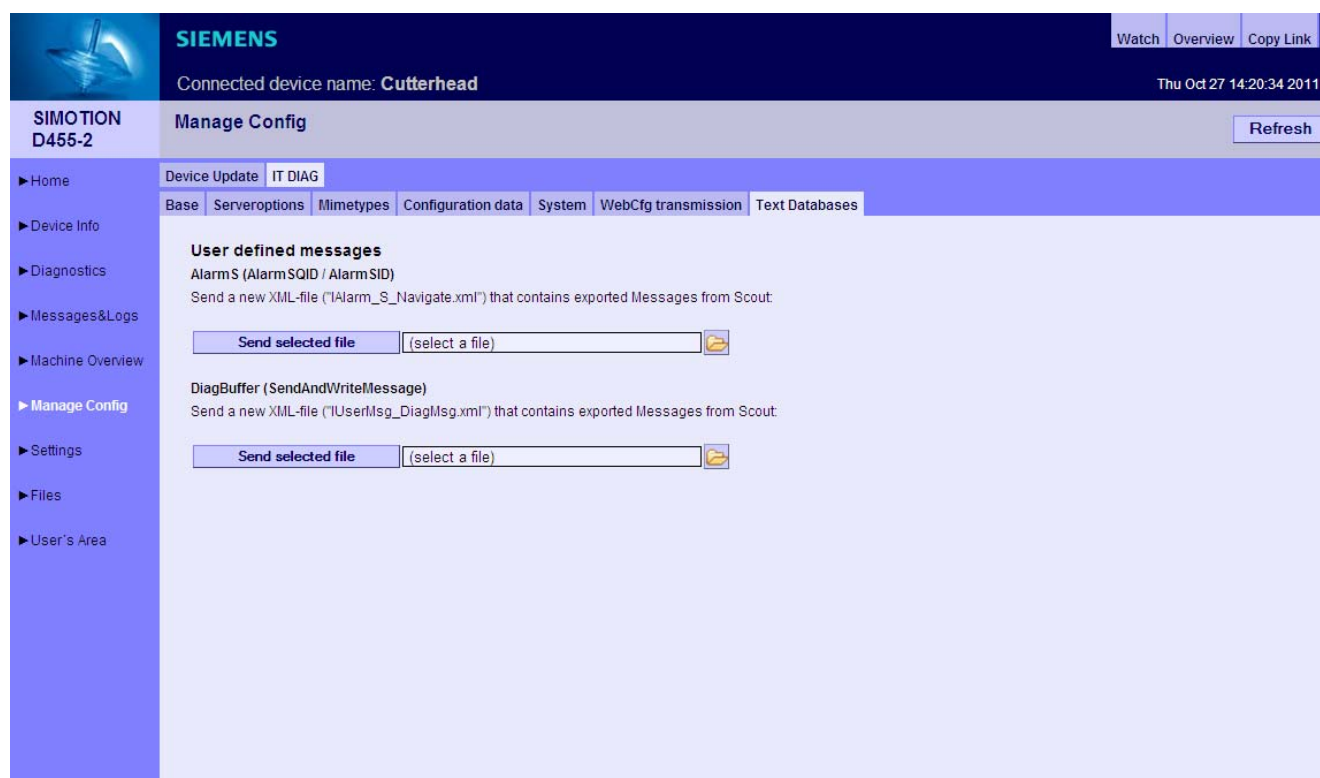 SIEMENS
Watch Overview Copy Link
Connected device name: Cutterhead
Thu Oct 27 14:20:34 2011
SIMOTION
D455-2
Manage Config
Refresh
►Home
►Device Info
►Diagnostics
►Messages&Logs
►Machine Overview
►Manage Config
►Settings
►Files
►User's Area
Device Update IT DIAG
Base Serveroptions Mimetypes Configuration data System WebCfg transmission Text Databases
User defined messages
AlarmS (AlarmSQID / AlarmSID)
Send a new XML-file ("IAlarm_S_Navigate.xml") that contains exported Messages from Scout:
Send selected file (select a file)
DiagBuffer (SendAndWriteMessage)
Send a new XML-file ("IUserMsg_DiagMsg.xml") that contains exported Messages from Scout:
Send selected file (select a file)